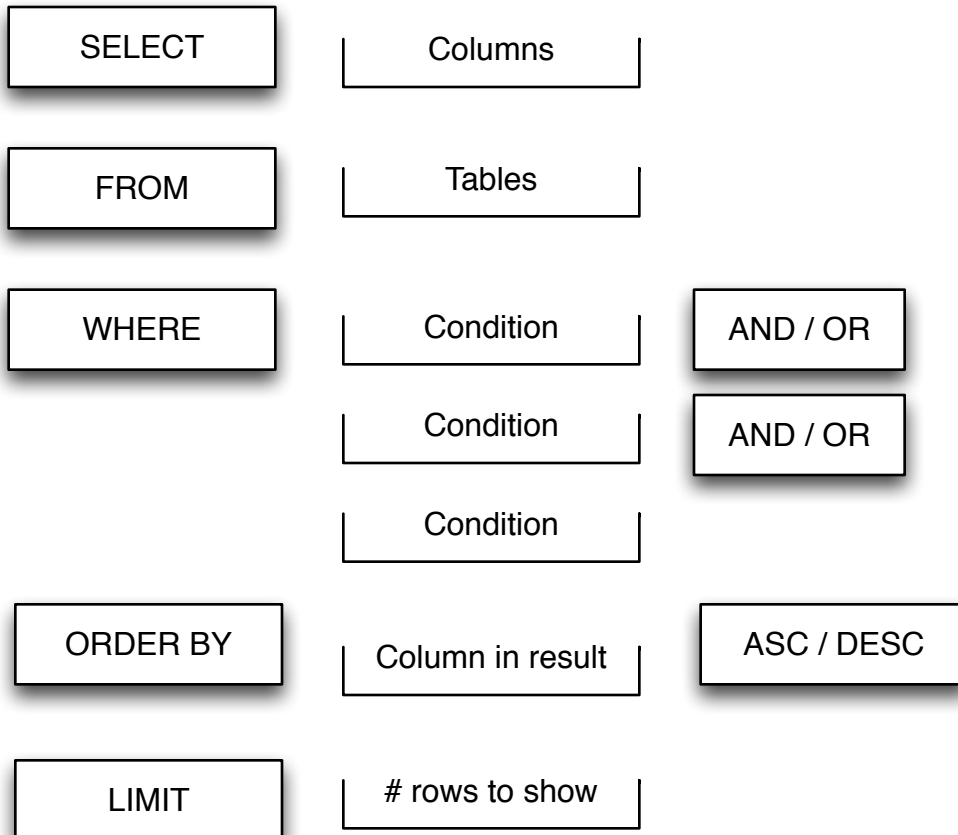 SELECT Columns
FROM Tables
WHERE Condition AND / OR
Condition AND / OR
Condition
ORDER BY Column in result ASC / DESC
LIMIT # rows to show